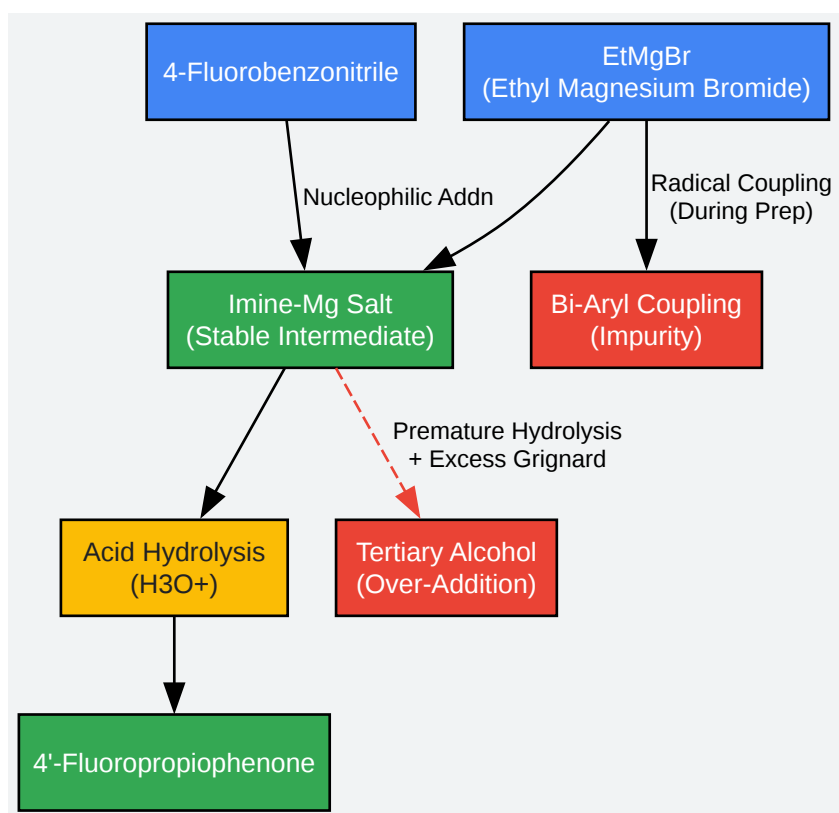 4-Fluorobenzonitrile
EtMgBr
(Ethyl Magnesium Bromide)
Nucleophilic Addn
Radical Coupling
(During Prep)
Imine-Mg Salt
(Stable Intermediate)
Bi-Aryl Coupling
(Impurity)
Premature Hydrolysis
+ Excess Grignard
Acid Hydrolysis
(H3O+)
Tertiary Alcohol
(Over-Addition)
4'-Fluoropropiophenone